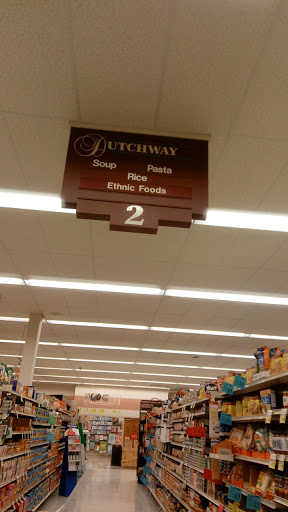 DUTCHWAY
Soup Pasta
Rice
Ethnic Foods
2